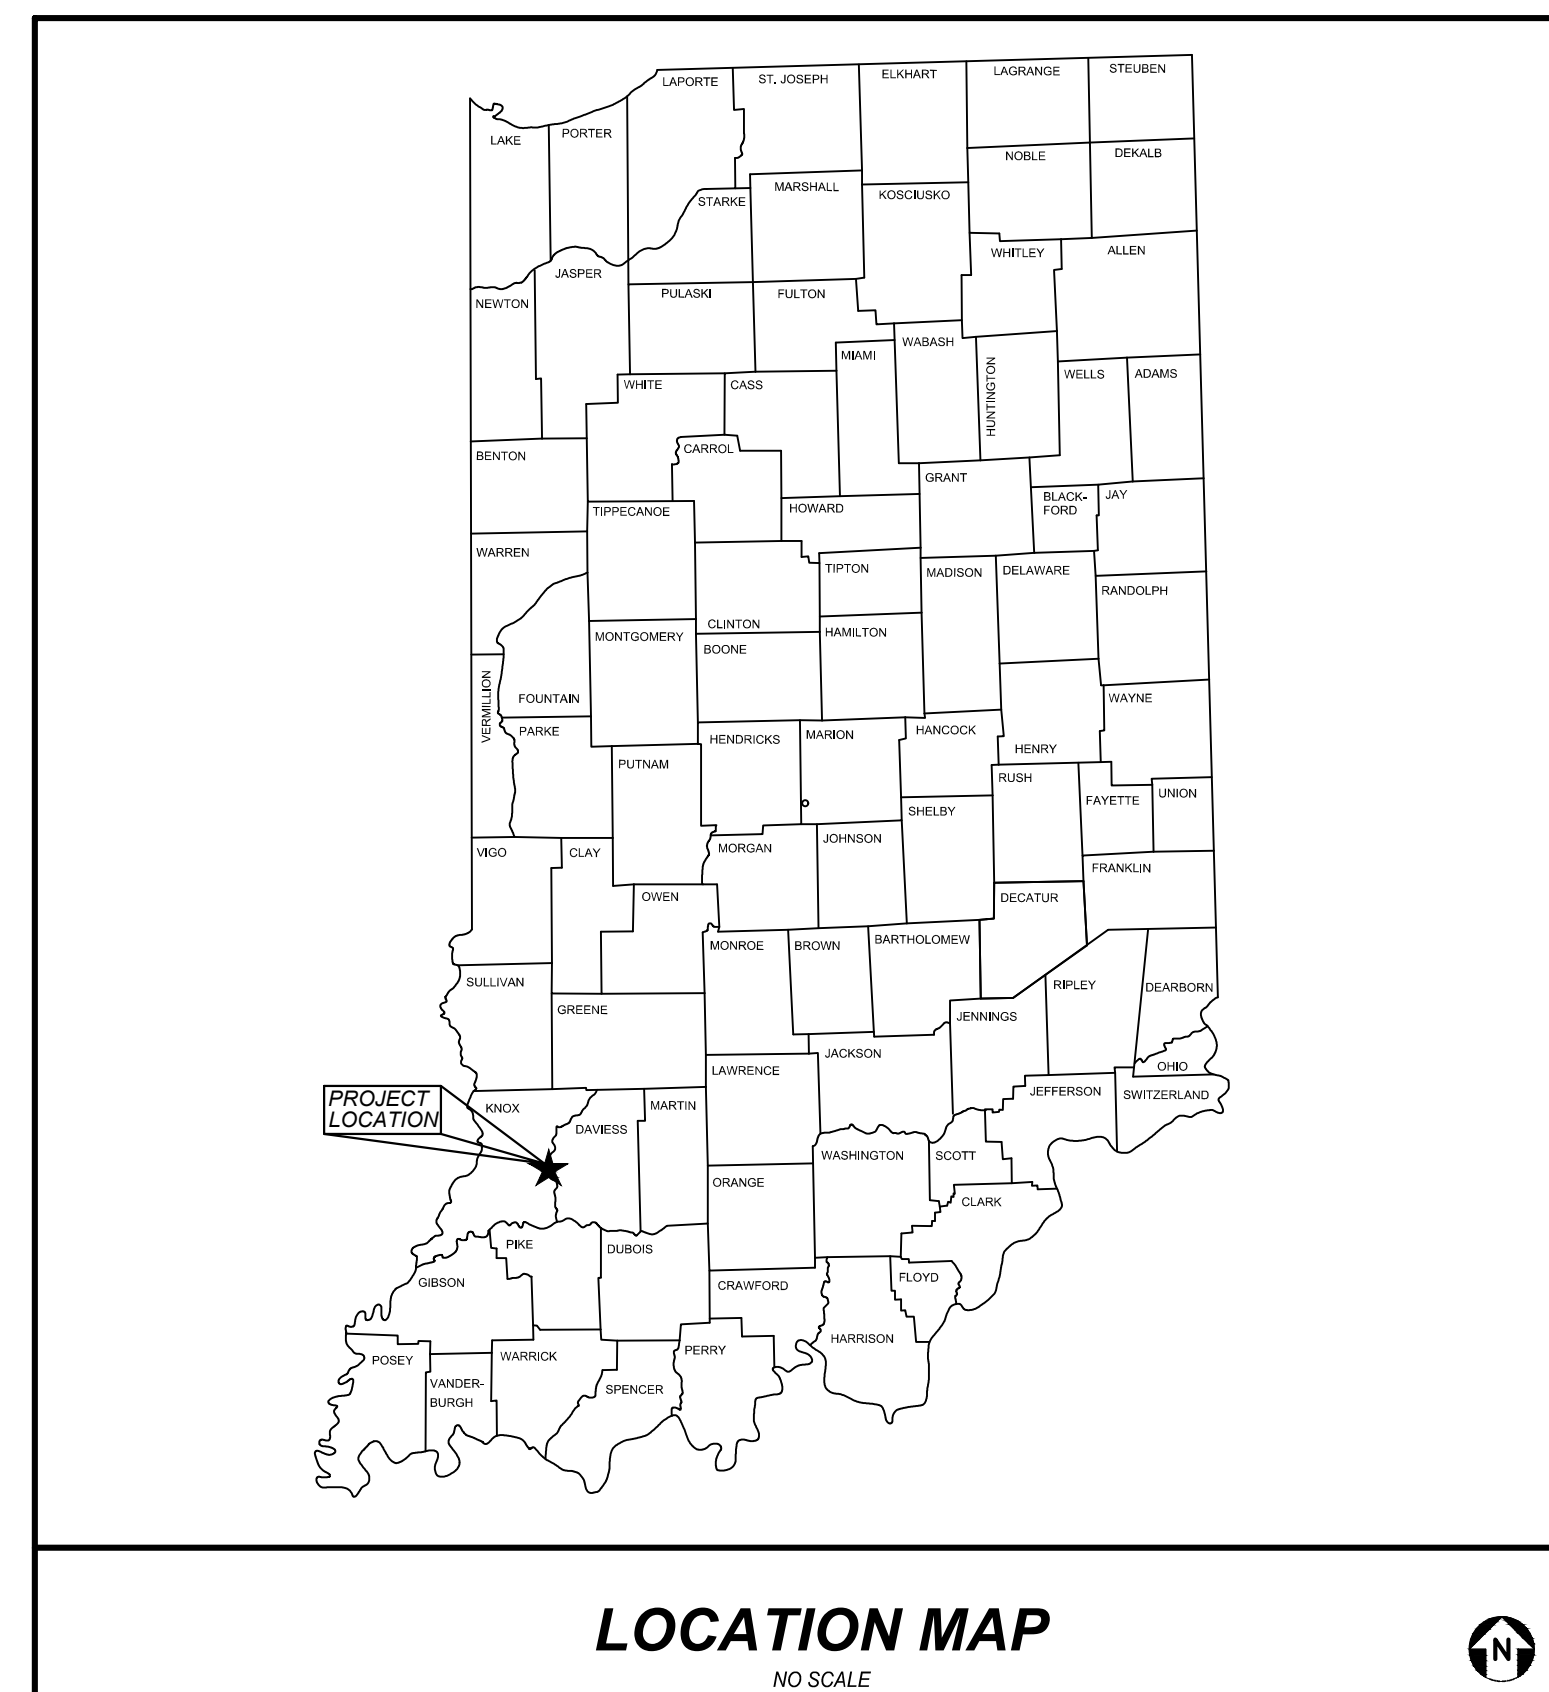 LAPORTE
ST. JOSEPH
ELKHART
LAGRANGE
STEUBEN
LAKE
PORTER
NOBLE
DEKALB
STARKE
MARSHALL
KOSCIUSKO
JASPER
WHITLEY
ALLEN
NEWTON
PULASKI
FULTON
MIAMI
WABASH
HUNTINGTON
WELLS
ADAMS
WHITE
CASS
BENTON
CARROL
GRANT
BLACK-
FORD
JAY
TIPPECANOE
HOWARD
WARREN
TIPTON
MADISON
DELAWARE
RANDOLPH
CLINTON
MONTGOMERY
BOONE
HAMILTON
VERMILLION
FOUNTAIN
WAYNE
PARKE
HENDRICKS
MARION
HANCOCK
HENRY
PUTNAM
RUSH
FAYETTE
UNION
SHELBY
VIGO
CLAY
MORGAN
JOHNSON
FRANKLIN
OWEN
DECATUR
MONROE
BROWN
BARTHOLOMEW
SULLIVAN
RIPLEY
DEARBORN
GREENE
JENNINGS
JACKSON
LAWRENCE
OHIO
JEFFERSON
SWITZERLAND
PROJECT
LOCATION
KNOX
MARTIN
DAVIESS
WASHINGTON
SCOTT
ORANGE
CLARK
PIKE
DUBOIS
GIBSON
CRAWFORD
FLOYD
HARRISON
POSEY
WARRICK
PERRY
VANDER-
BURGH
SPENCER
LOCATION MAP
NO SCALE
N